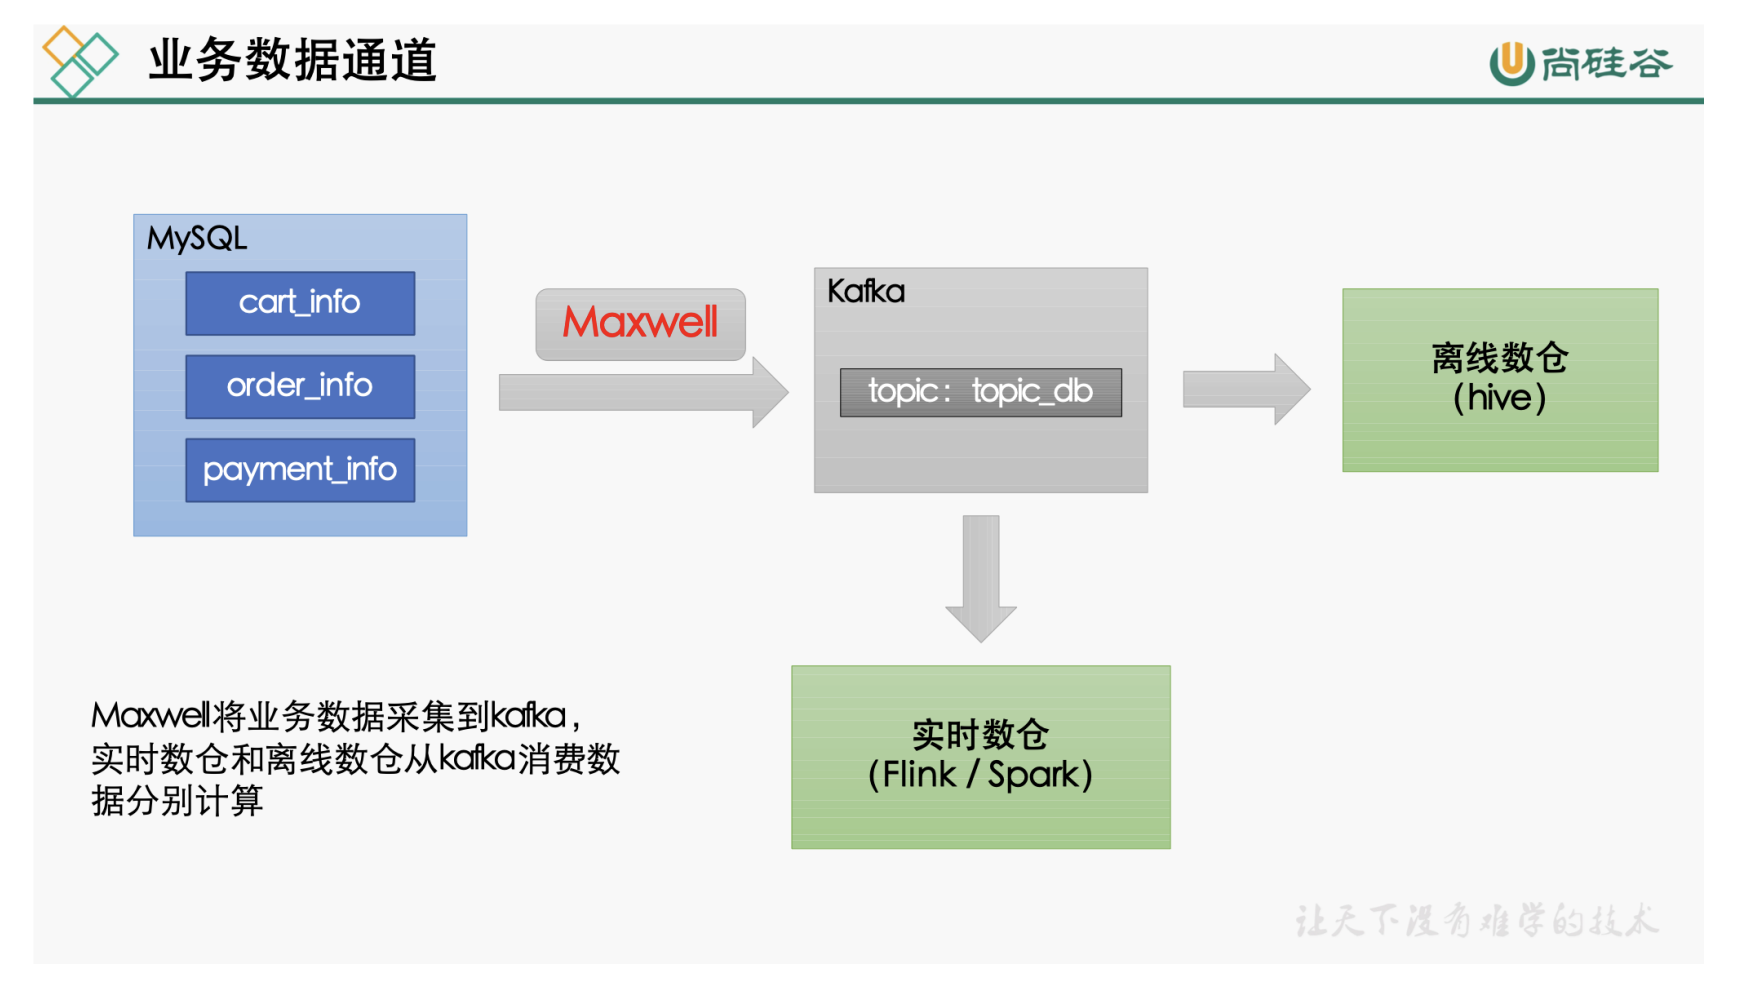 业务数据通道
尚硅谷
MySQL
cart_info
order_info
payment_info
Maxwell
Kafka
topic: topic_db
离线数仓
(hive)
实时数仓
(Flink / Spark)
Maxwell将业务数据采集到kafka,
实时数仓和离线数仓从kafka消费数
据分别计算
让天下没有难学的技术